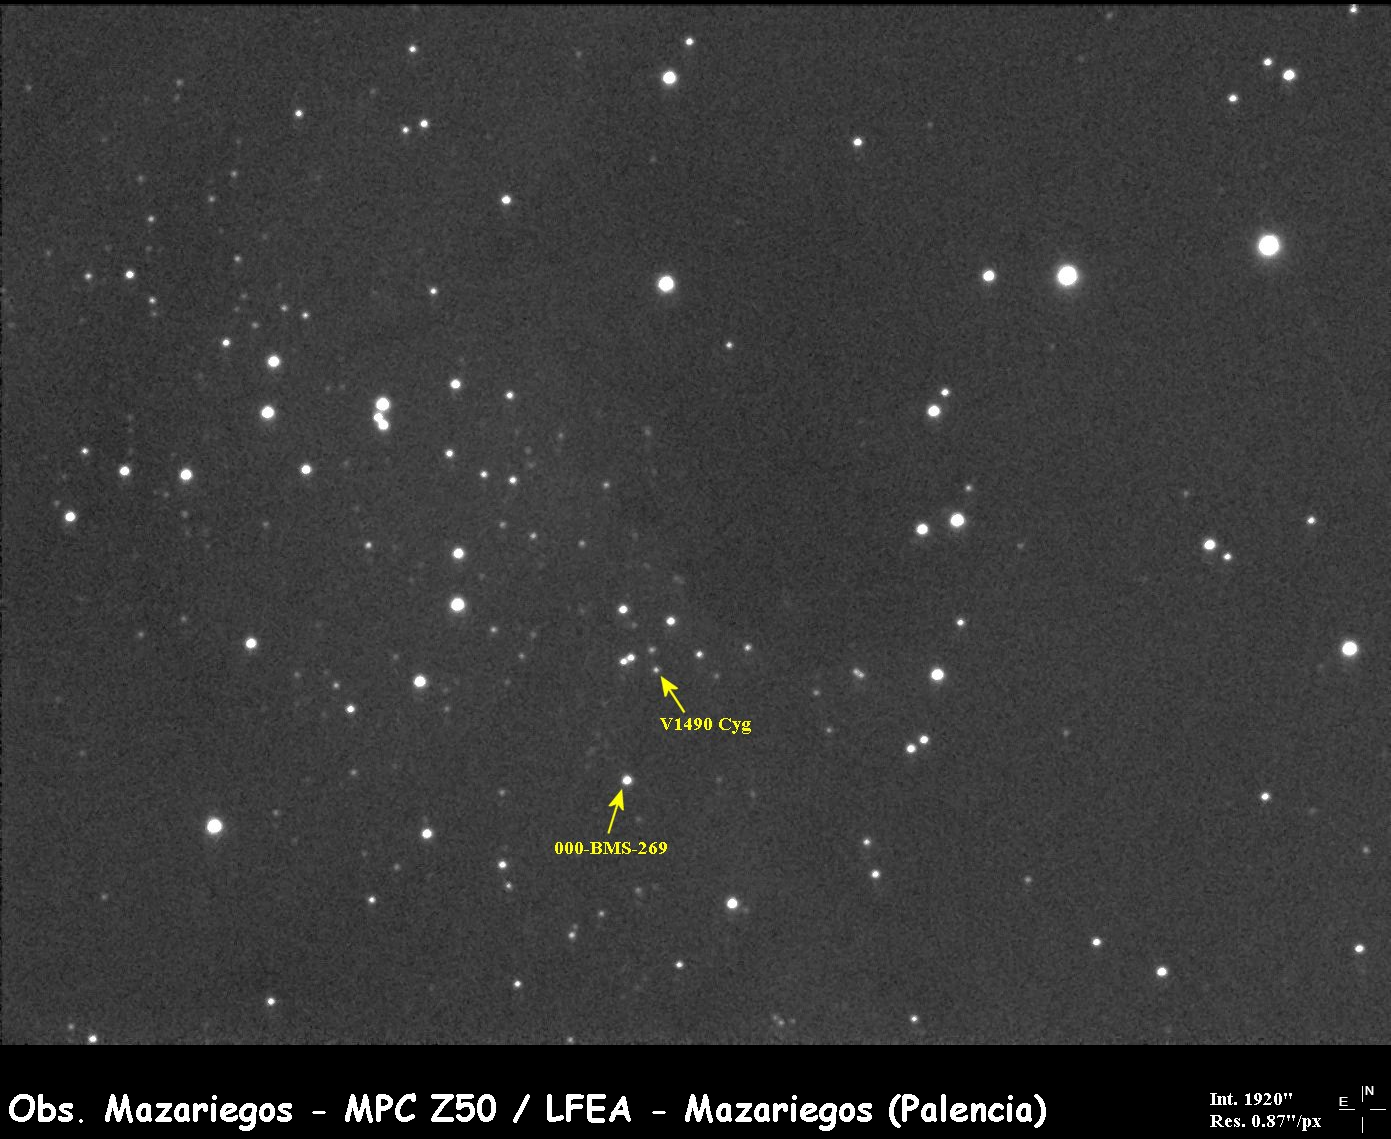 V1490 Cyg
000-BMS-269
Obs. Mazariegos - MPC Z50 / LFEA - Mazariegos (Palencia)
Int. 1920"
Res. 0.87"/px
N
E